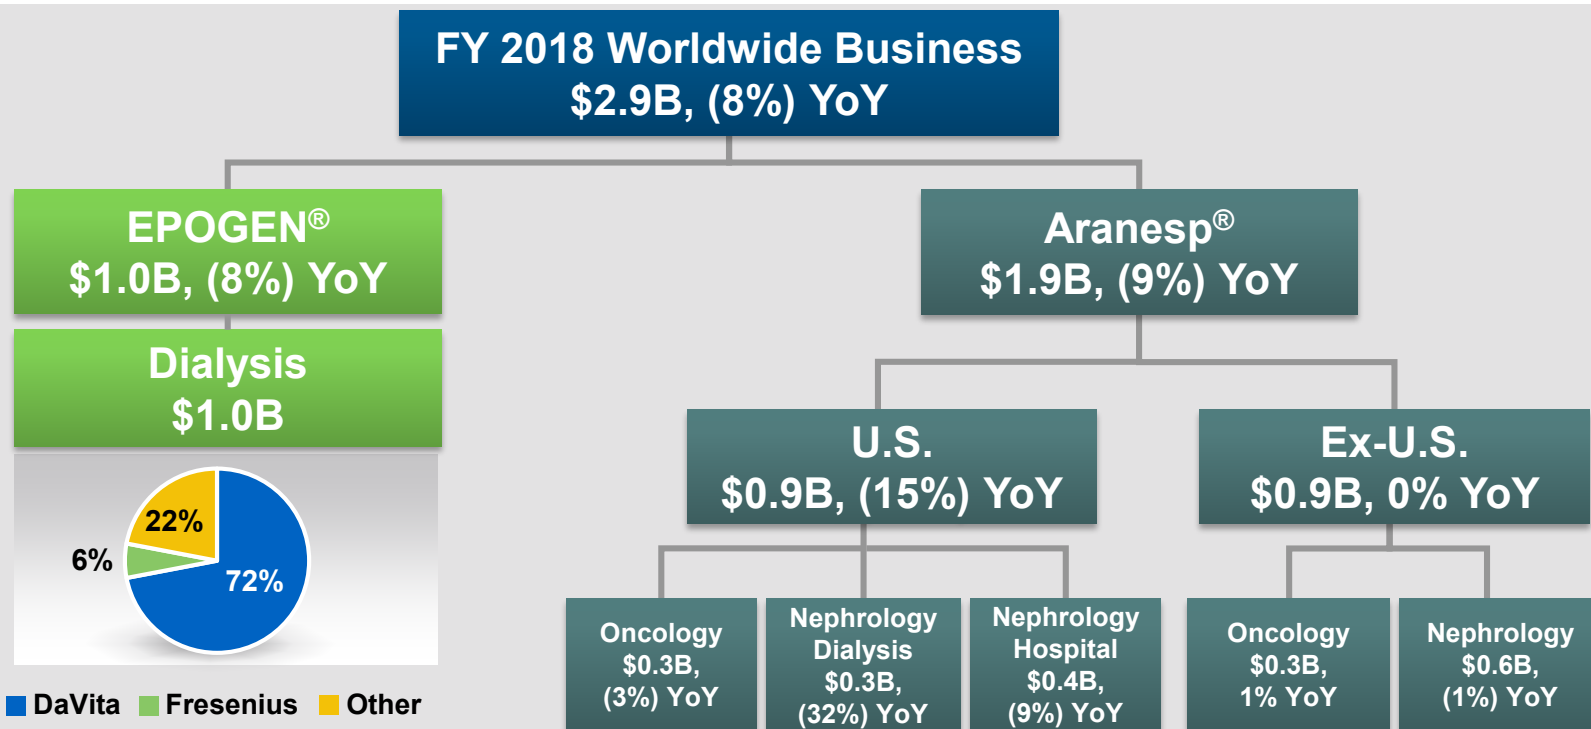 FY 2018 Worldwide Business
$2.9B, (8%) YoY
EPOGEN®
$1.0B, (8%) YoY
Aranesp®
$1.9B, (9%) YoY
Dialysis
$1.0B
U.S.
$0.9B, (15%) YoY
Ex-U.S.
$0.9B, 0% YoY
22%
6%
72%
DaVita
Fresenius
Other
Oncology
$0.3B,
(3%) YoY
Nephrology
Dialysis
$0.3B,
(32%) YoY
Nephrology
Hospital
$0.4B,
(9%) YoY
Oncology
$0.3B,
1% YoY
Nephrology
$0.6B,
(1%) YoY